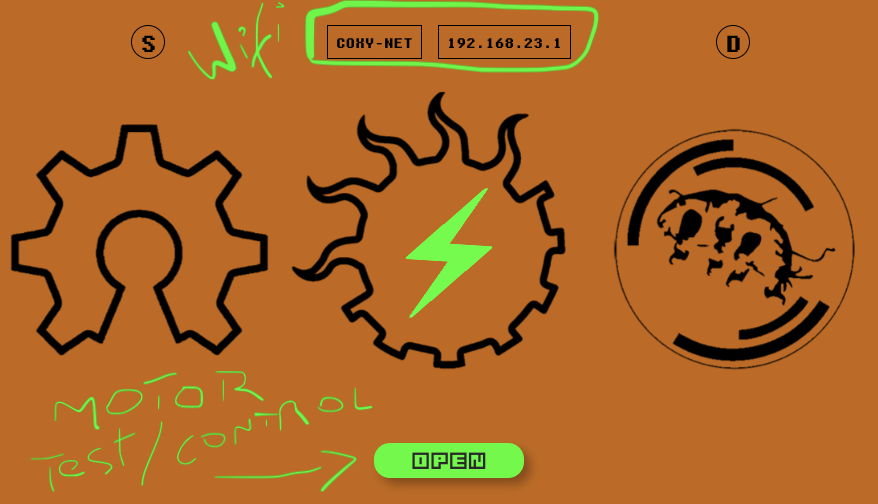 S
Wiki
COXY-NET
192.168.23.1
D
MOTOR
Test/CONTROL
OPEN